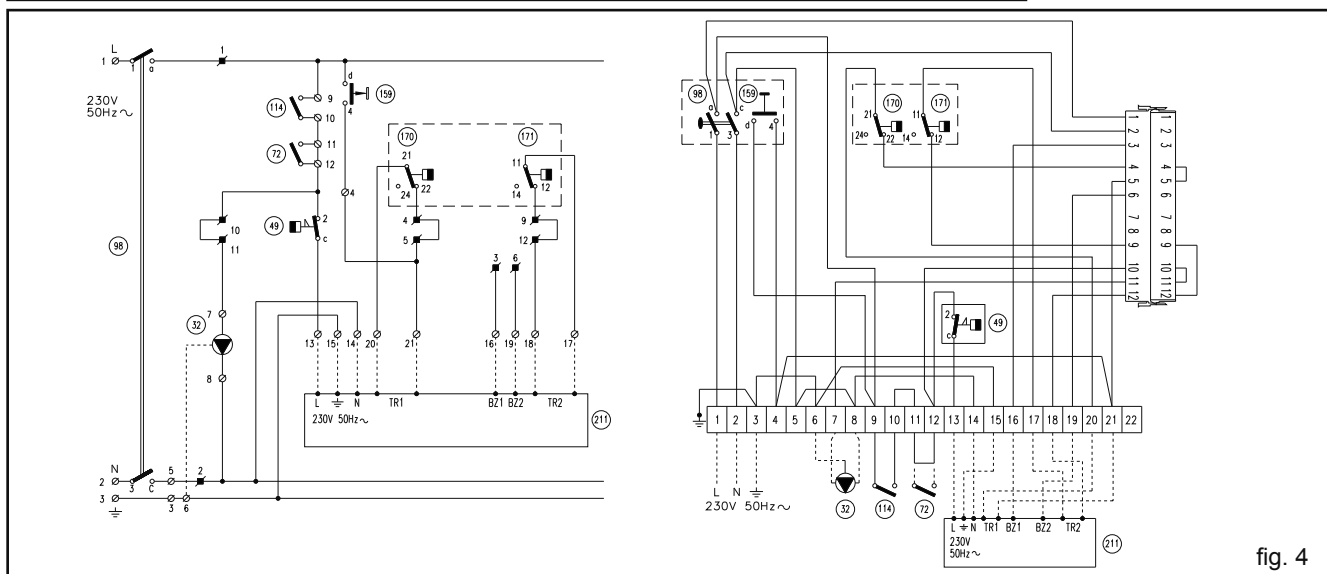 L
1 1 a 1
230V
50Hz~
98
114
9
10
72
11
12
d
159
4
4
49
2
c
10
11
7
32
8
170
171
21
22
24
11
12
14
4
5
9
12
3
6
13 15 14 20 21 16 19 18 17
L N TR1 BZ1 BZ2 TR2
230V 50Hz~
211
N
2 3 C 5 2
3 3 6
98 159
a c d
1 3 4
170 171
21 11
24 22 14 12
1 1
2 2
3 3
4 4
5 5
6 6
7 7
8 8
9 9
10 10
11 11
12 12
2
c
49
1 2 3 4 5 6 7 8 9 10 11 12 13 14 15 16 17 18 19 20 21 22
L N
230V 50Hz~
32 114 72
L N TR1 BZ1 BZ2 TR2
230V
50Hz~
211
fig. 4